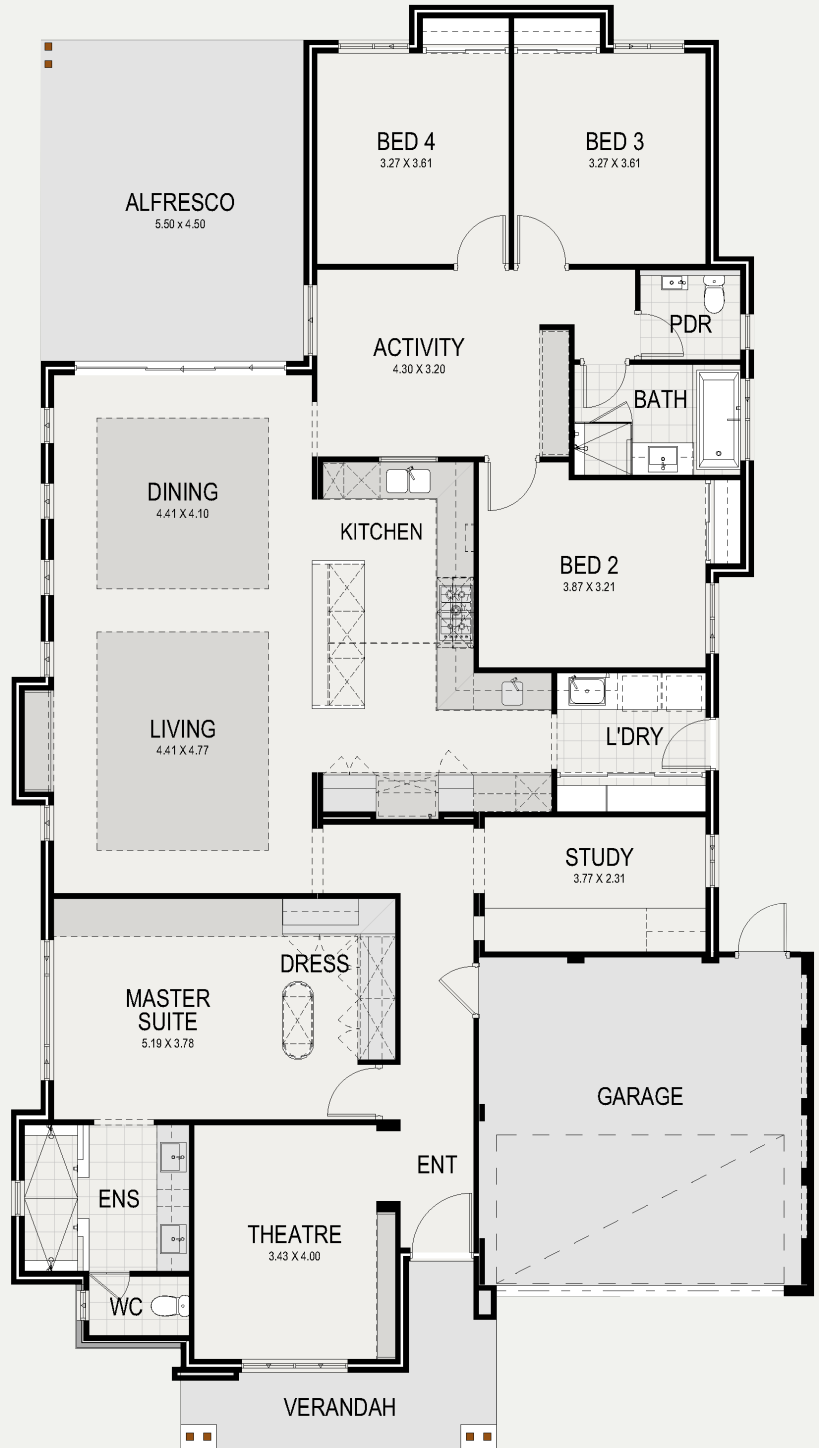 BED 4
3.27 X 3.61
BED 3
3.27 X 3.61
ALFRESCO
5.50 x 4.50
PDR
ACTIVITY
4.30 X 3.20
BATH
DINING
4.41 X 4.10
KITCHEN
BED 2
3.87 X 3.21
LIVING
4.41 X 4.77
L'DRY
STUDY
3.77 X 2.31
DRESS
MASTER
SUITE
5.19 X 3.78
GARAGE
ENT
ENS
THEATRE
3.43 X 4.00
WC
VERANDAH